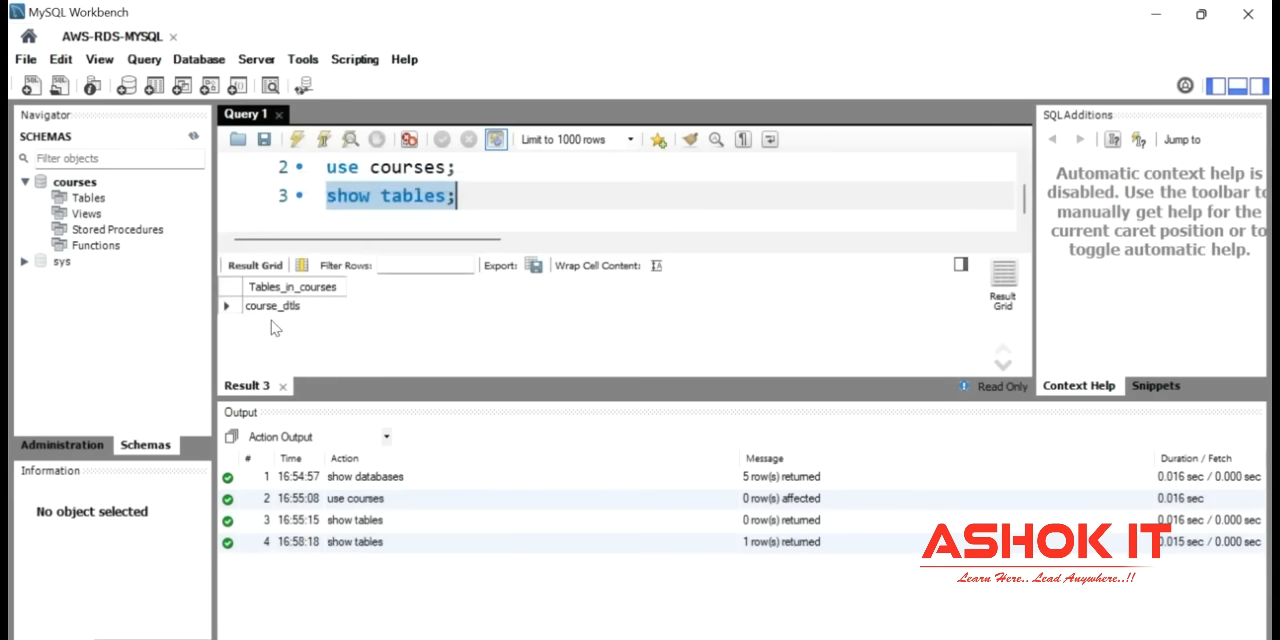 MySQL Workbench
AWS-RDS-MYSQL
File Edit View Query Database Server Tools Scripting Help
Navigator
SCHEMAS
Filter objects
courses
Tables
Views
Stored Procedures
Functions
sys
Administration Schemas
Information
No object selected
Query 1
Limit to 1000 rows
2 use courses;
3 show tables;
Result Grid Filter Rows: Export: Wrap Cell Content:
Tables_in_courses
course_dtls
Result
Grid
Result 3
Read Only
SQLAdditions
Jump to
Automatic context help is
disabled. Use the toolbar to
manually get help for the
current caret position or to
toggle automatic help.
Context Help Snippets
Output
Action Output
# Time Action Message Duration / Fetch
1 16:54:57 show databases 5 row(s) returned 0.016 sec / 0.000 sec
2 16:55:08 use courses 0 row(s) affected 0.016 sec
3 16:55:15 show tables 0 row(s) returned 0.016 sec / 0.000 sec
4 16:58:18 show tables 1 row(s) returned 0.015 sec / 0.000 sec
ASHOK IT
Learn Here.. Lead Anywhere..!!